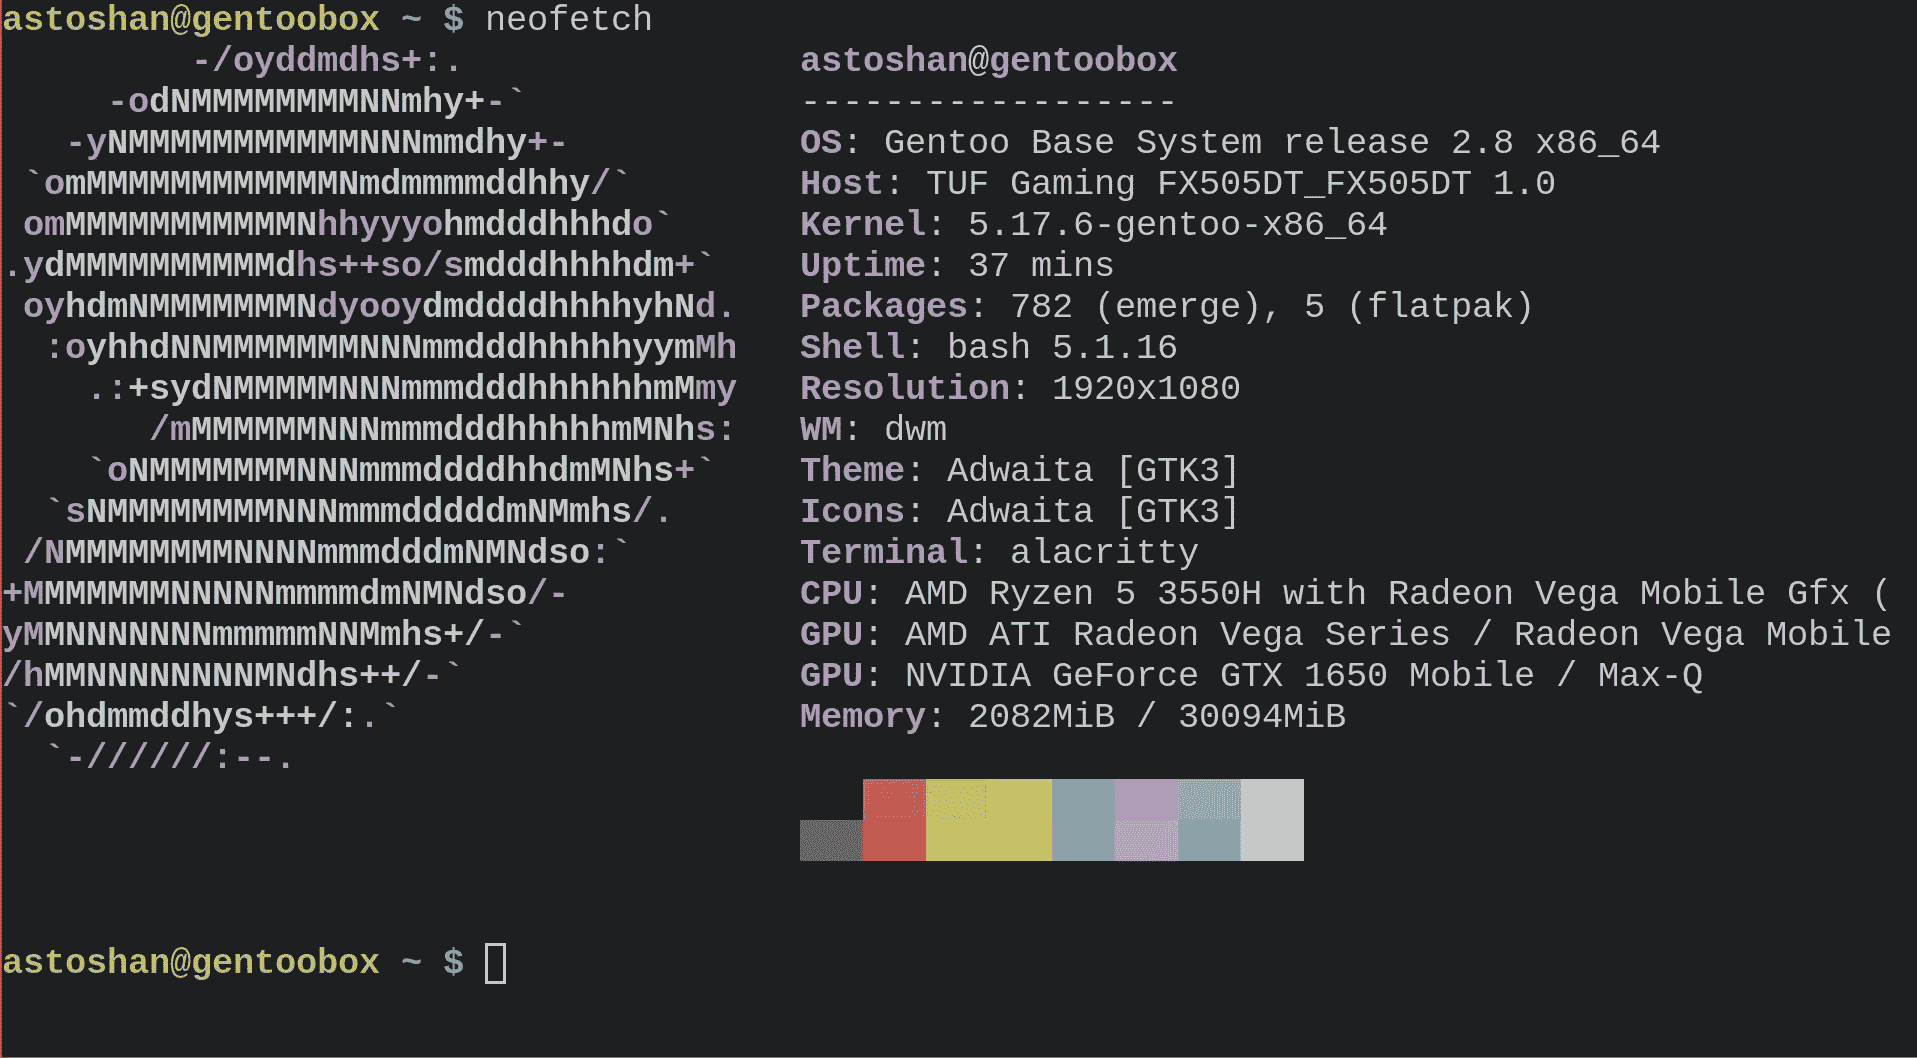 astoshan@gentoobox ~ $ neofetch
         -/oyddmdhs+:.                astoshan@gentoobox
     -odNMMMMMMMMNNmhy+-`             ------------------
   -yNMMMMMMMMMMMNNNmmdhy+-           OS: Gentoo Base System release 2.8 x86_64
 `omMMMMMMMMMMMMNmdmmmmddhhy/`        Host: TUF Gaming FX505DT_FX505DT 1.0
 omMMMMMMMMMMMNhhyyyohmdddhhhdo`      Kernel: 5.17.6-gentoo-x86_64
.ydMMMMMMMMMMdhs++so/smdddhhhhdm+`    Uptime: 37 mins
 oyhdmNMMMMMMMNdyooydmddddhhhhyhNd.   Packages: 782 (emerge), 5 (flatpak)
  :oyhhdNNMMMMMMMNNNmmdddhhhhhyymMh   Shell: bash 5.1.16
    .:+sydNMMMMMNNNmmmdddhhhhhhmMmy   Resolution: 1920x1080
       /mMMMMMMNNNmmmdddhhhhhmMNhs:   WM: dwm
    `oNMMMMMMMNNNmmmddddhhdmMNhs+`    Theme: Adwaita [GTK3]
  `sNMMMMMMMMNNNmmmdddddmNMmhs/.      Icons: Adwaita [GTK3]
 /NMMMMMMMMNNNNmmmdddmNMNdso:`        Terminal: alacritty
+MMMMMMMNNNNNmmmmdmNMNdso/-           CPU: AMD Ryzen 5 3550H with Radeon Vega Mobile Gfx (
yMMNNNNNNNmmmmmNNMmhs+/-`             GPU: AMD ATI Radeon Vega Series / Radeon Vega Mobile
/hMMNNNNNNNNMNdhs++/-`                GPU: NVIDIA GeForce GTX 1650 Mobile / Max-Q
`/ohdmmddhys+++/:.`                   Memory: 2082MiB / 30094MiB
  `-//////:--.
astoshan@gentoobox ~ $